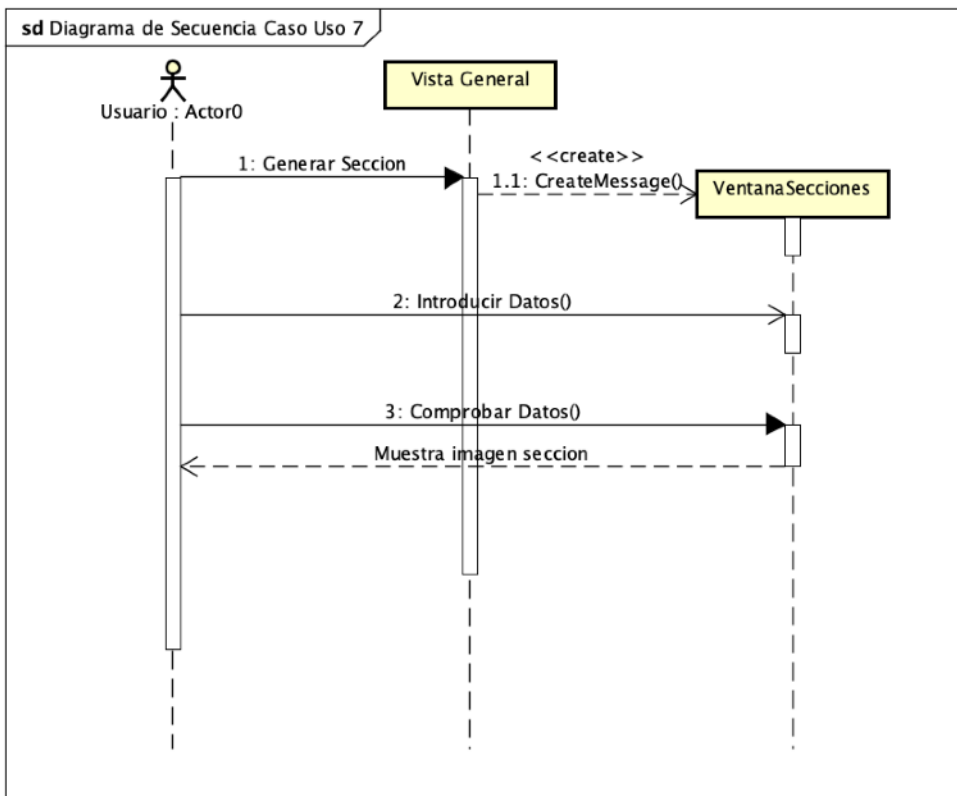 sd Diagrama de Secuencia Caso Uso 7
Usuario : Actor0
Vista General
1: Generar Seccion
<<create>>
1.1: CreateMessage()
VentanaSecciones
2: Introducir Datos()
3: Comprobar Datos()
Muestra imagen seccion